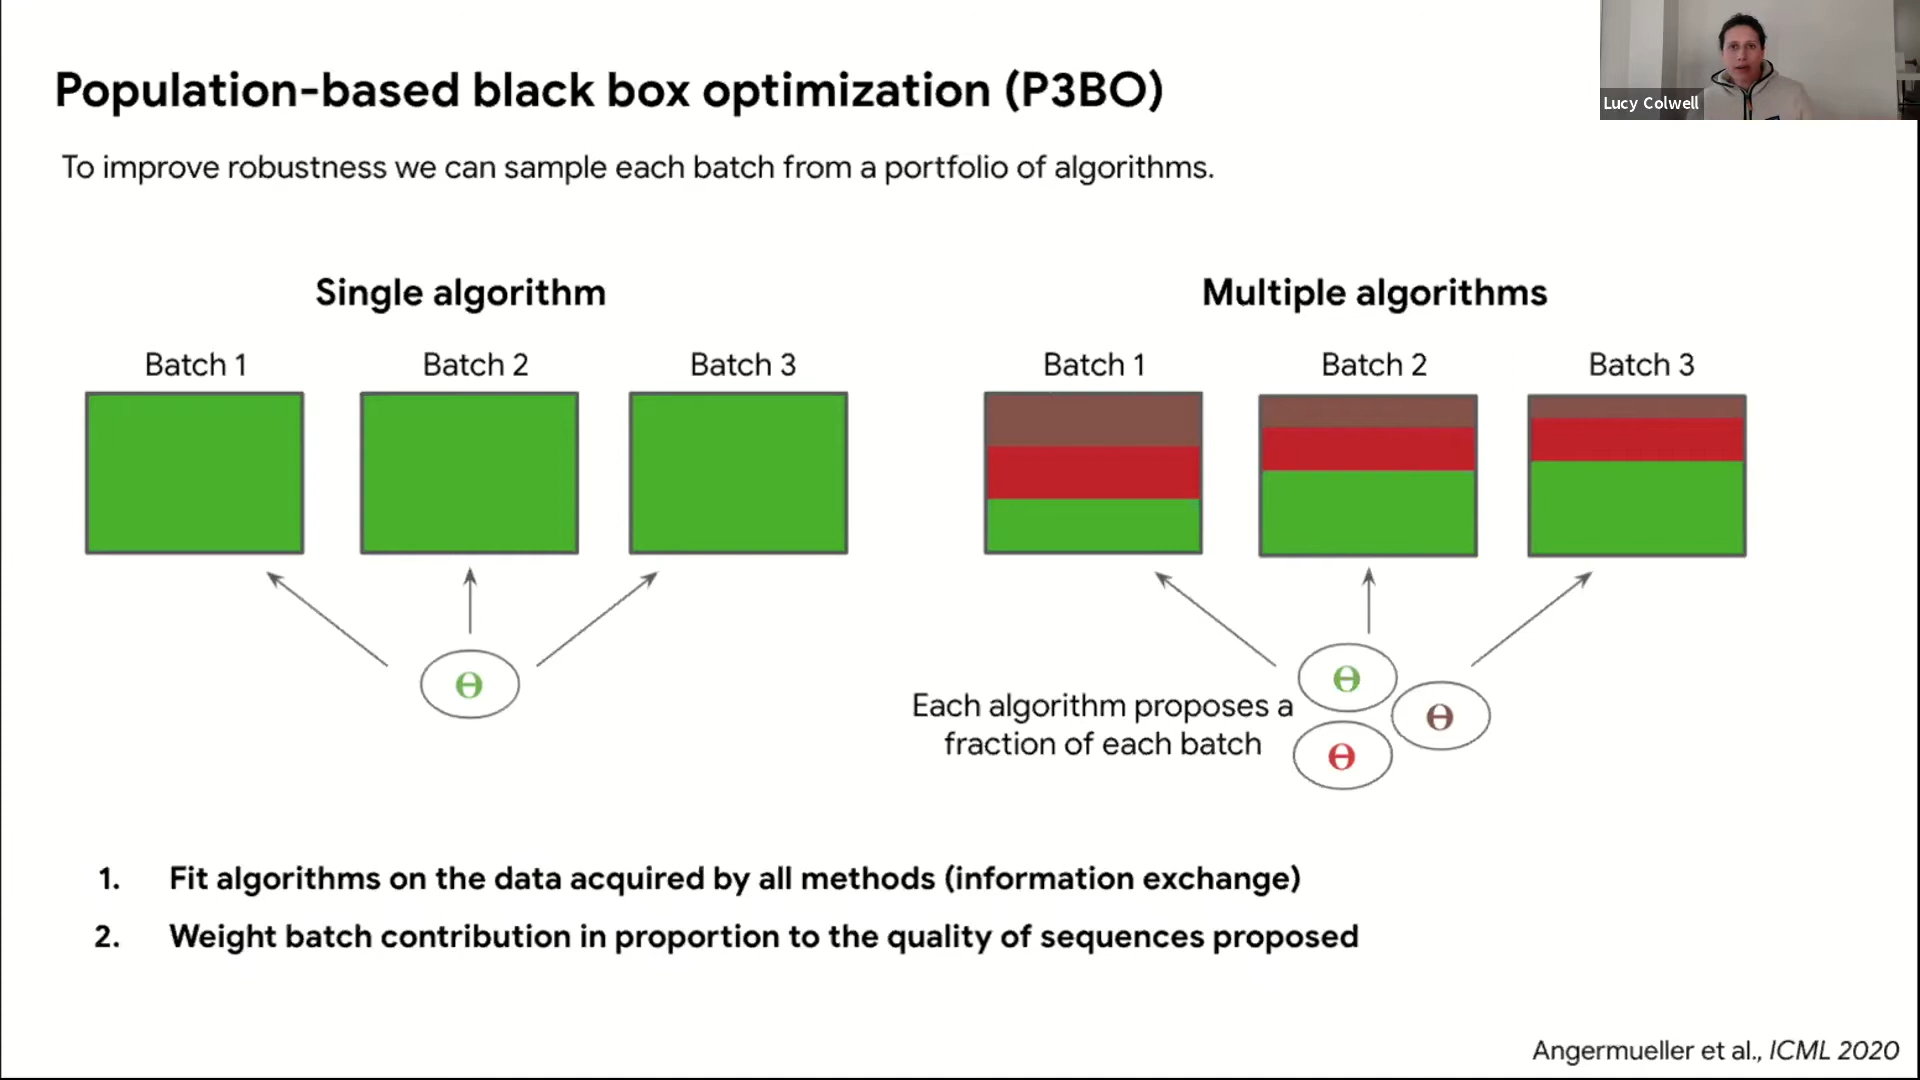 Population-based black box optimization (P3BO)
Lucy Colwell
To improve robustness we can sample each batch from a portfolio of algorithms.
Single algorithm
Batch 1
Batch 2
Batch 3
Θ
Multiple algorithms
Batch 1
Batch 2
Batch 3
Each algorithm proposes a
fraction of each batch
Θ
Θ
Θ
1. Fit algorithms on the data acquired by all methods (information exchange)
2. Weight batch contribution in proportion to the quality of sequences proposed
Angermueller et al., ICML 2020